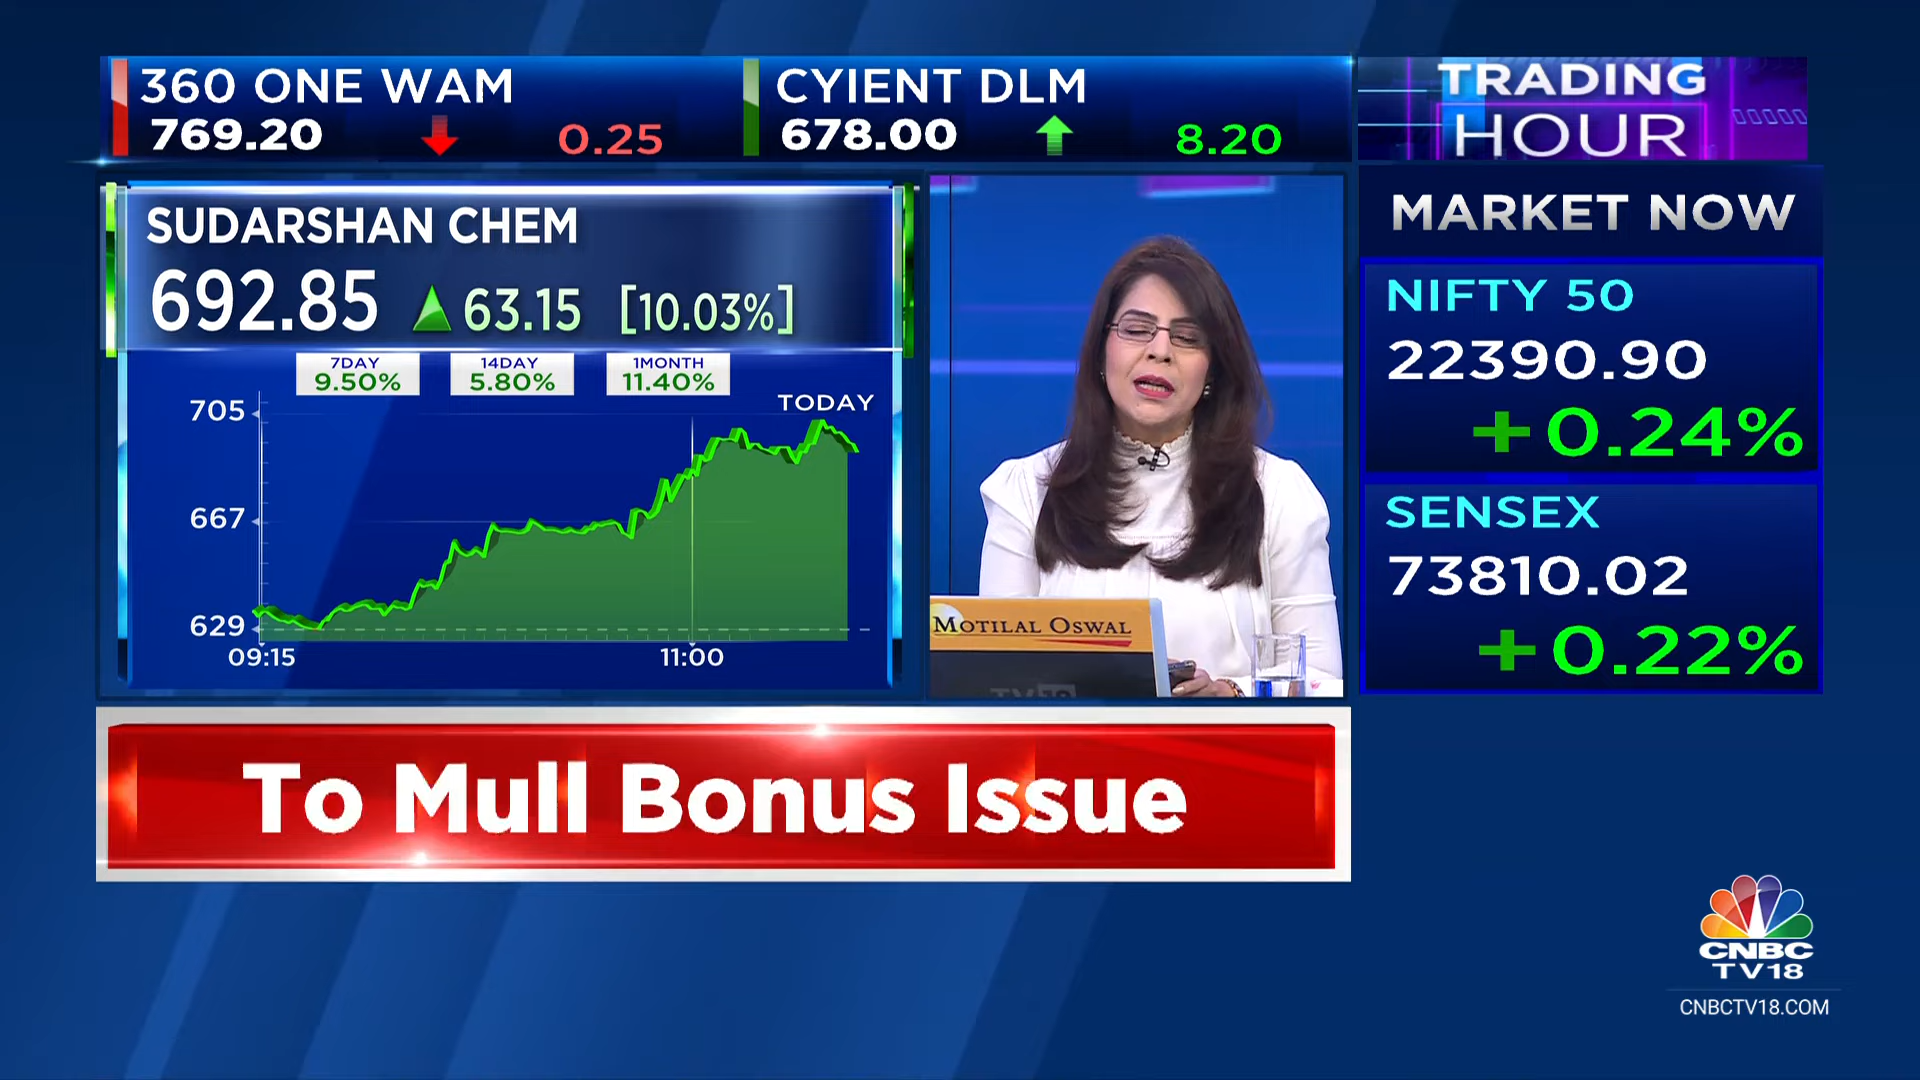 360 ONE WAM
769.20 0.25
CYIENT DLM
678.00 8.20
TRADING
HOUR
SUDARSHAN CHEM
692.85 63.15 [10.03%]
7DAY
9.50%
14DAY
5.80%
1MONTH
11.40%
TODAY
705
667
629
09:15
11:00
MOTILAL OSWAL
TV18
MARKET NOW
NIFTY 50
22390.90
+0.24%
SENSEX
73810.02
+0.22%
To Mull Bonus Issue
CNBC
TV18
CNBCTV18.COM